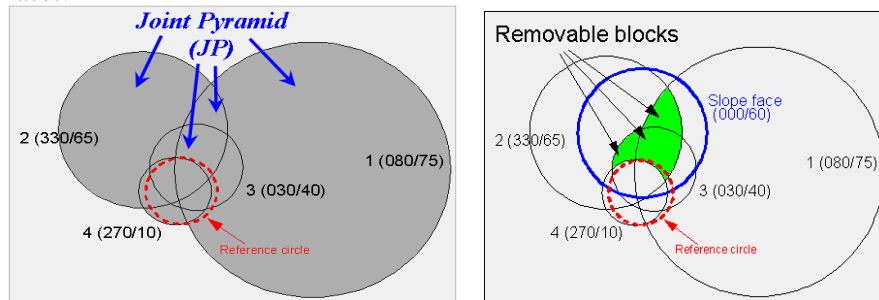 Joint Pyramid
(JP)
2 (330/65)
1 (080/75)
3 (030/40)
4 (270/10)
Reference circle
Removable blocks
Slope face
(000/60)
2 (330/65)
1 (080/75)
3 (030/40)
4 (270/10)
Reference circle